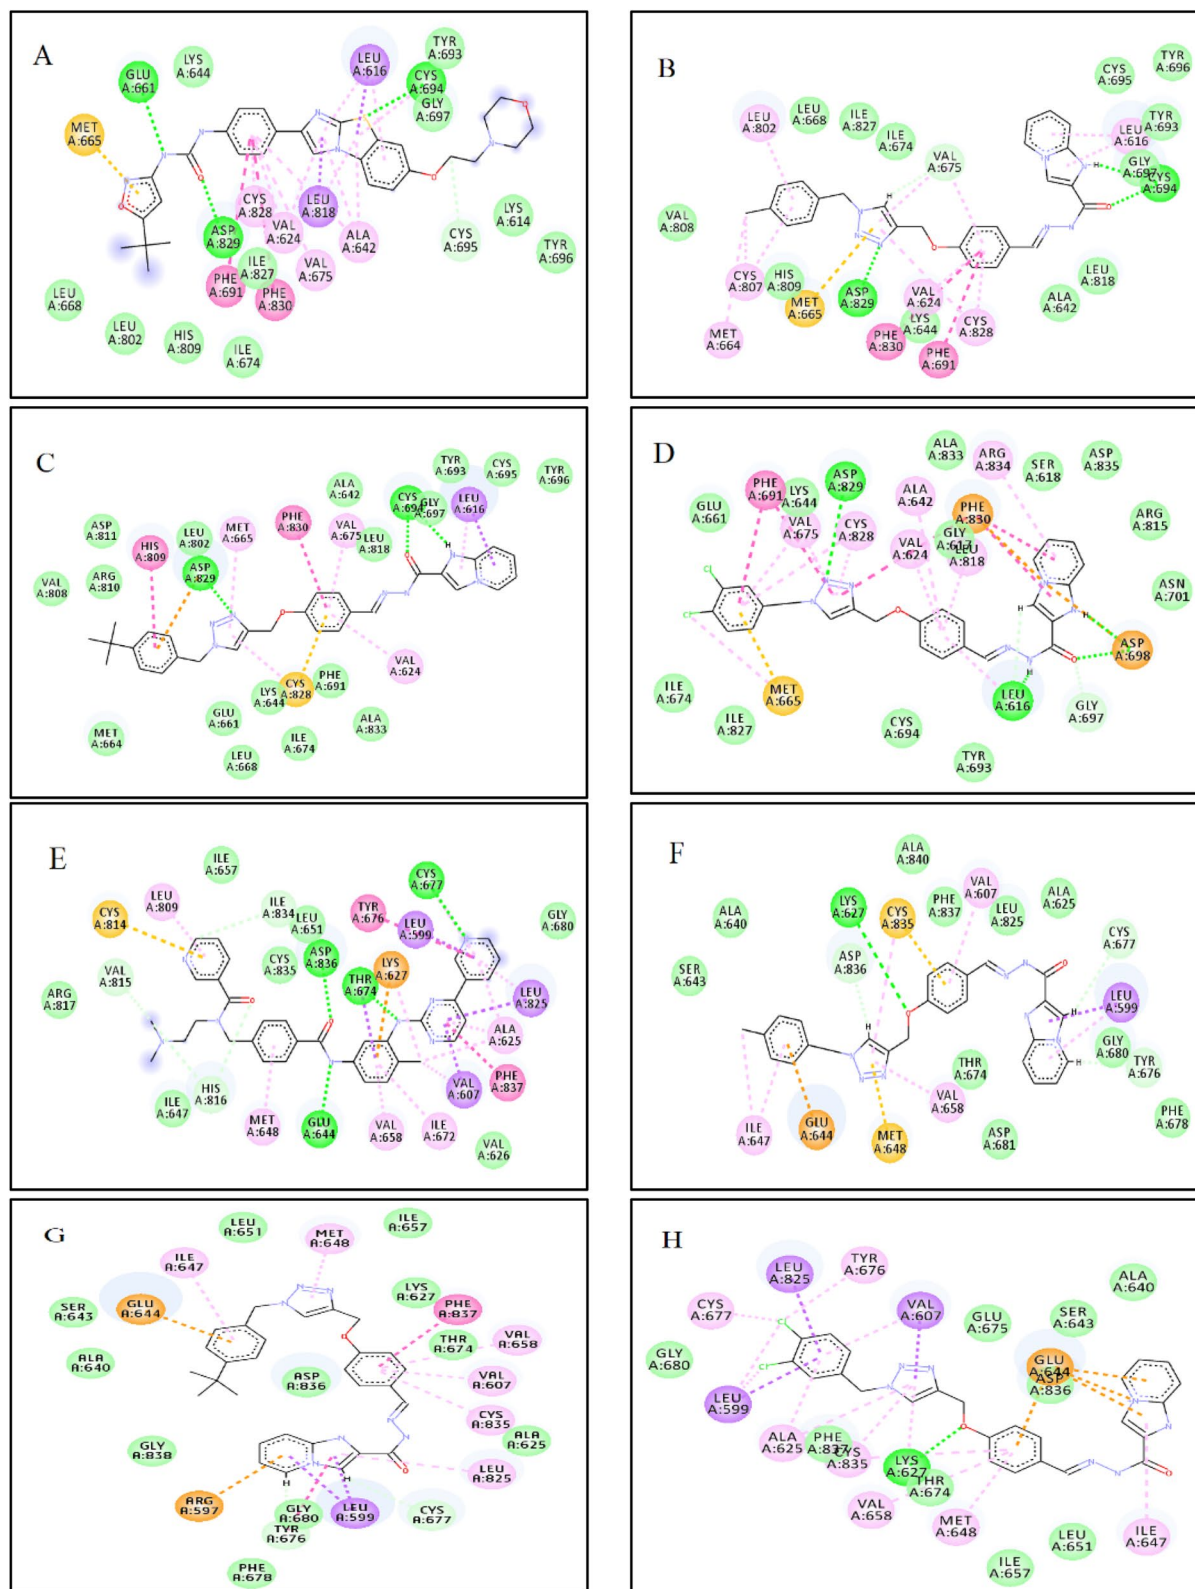 A
GLU
A:661
LYS
A:644
LEU
A:616
TYR
A:693
CYS
A:694
GLY
A:697
MET
A:665
ASP
A:829
CYS
A:828
VAL
A:624
LEU
A:818
ALA
A:642
CYS
A:695
LYS
A:614
TYR
A:696
PHE
A:691
ILE
A:827
PHE
A:830
VAL
A:675
LEU
A:668
LEU
A:802
HIS
A:809
ILE
A:674
B
CYS
A:695
TYR
A:696
LEU
A:802
LEU
A:668
ILE
A:827
ILE
A:674
VAL
A:675
LEU
A:616
TYR
A:693
GLY
A:697
CYS
A:694
VAL
A:808
CYS
A:807
HIS
A:809
MET
A:665
ASP
A:829
VAL
A:624
LYS
A:644
CYS
A:828
ALA
A:642
LEU
A:818
MET
A:664
PHE
A:830
PHE
A:691
H
H
O
O
N
C
ASP
A:811
LEU
A:802
MET
A:665
PHE
A:830
ALA
A:642
VAL
A:675
LEU
A:818
CYS
A:694
GLY
A:697
TYR
A:693
LEU
A:616
CYS
A:695
TYR
A:696
HIS
A:809
ASP
A:829
VAL
A:808
ARG
A:810
VAL
A:624
CYS
A:828
LYS
A:644
PHE
A:691
MET
A:664
GLU
A:661
LEU
A:668
ILE
A:674
ALA
A:833
D
GLU
A:661
PHE
A:691
LYS
A:644
VAL
A:675
ASP
A:829
CYS
A:828
ALA
A:642
VAL
A:624
ALA
A:833
ARG
A:834
SER
A:618
ASP
A:835
PHE
A:830
GLY
A:617
LEU
A:818
ARG
A:815
ASN
A:701
ASP
A:698
ILE
A:674
ILE
A:827
MET
A:665
CYS
A:694
TYR
A:693
LEU
A:616
GLY
A:697
E
ILE
A:657
CYS
A:814
LEU
A:809
ILE
A:834
LEU
A:651
CYS
A:835
ASP
A:836
TYR
A:676
LEU
A:599
CYS
A:677
GLY
A:680
THR
A:674
LYS
A:627
LEU
A:825
VAL
A:815
ARG
A:817
ALA
A:625
PHE
A:837
ILE
A:647
HIS
A:816
MET
A:648
GLU
A:644
VAL
A:658
ILE
A:672
VAL
A:607
VAL
A:626
F
ALA
A:840
ALA
A:640
LYS
A:627
CYS
A:835
PHE
A:837
VAL
A:607
LEU
A:825
ALA
A:625
CYS
A:677
SER
A:643
ASP
A:836
LEU
A:599
GLY
A:680
TYR
A:676
THR
A:674
VAL
A:658
PHE
A:678
ILE
A:647
GLU
A:644
MET
A:648
ASP
A:681
G
LEU
A:651
ILE
A:647
MET
A:648
ILE
A:657
SER
A:643
GLU
A:644
LYS
A:627
PHE
A:837
THR
A:674
VAL
A:658
ALA
A:640
ASP
A:836
VAL
A:607
CYS
A:835
ALA
A:625
GLY
A:838
LEU
A:825
ARG
A:597
GLY
A:680
TYR
A:676
LEU
A:599
CYS
A:677
PHE
A:678
H
LEU
A:825
TYR
A:676
CYS
A:677
VAL
A:607
GLU
A:675
SER
A:643
ALA
A:640
GLY
A:680
LEU
A:599
GLU
A:644
ASP
A:836
ALA
A:625
PHE
A:837
CYS
A:835
LYS
A:627
THR
A:674
VAL
A:658
MET
A:648
ILE
A:657
LEU
A:651
ILE
A:647